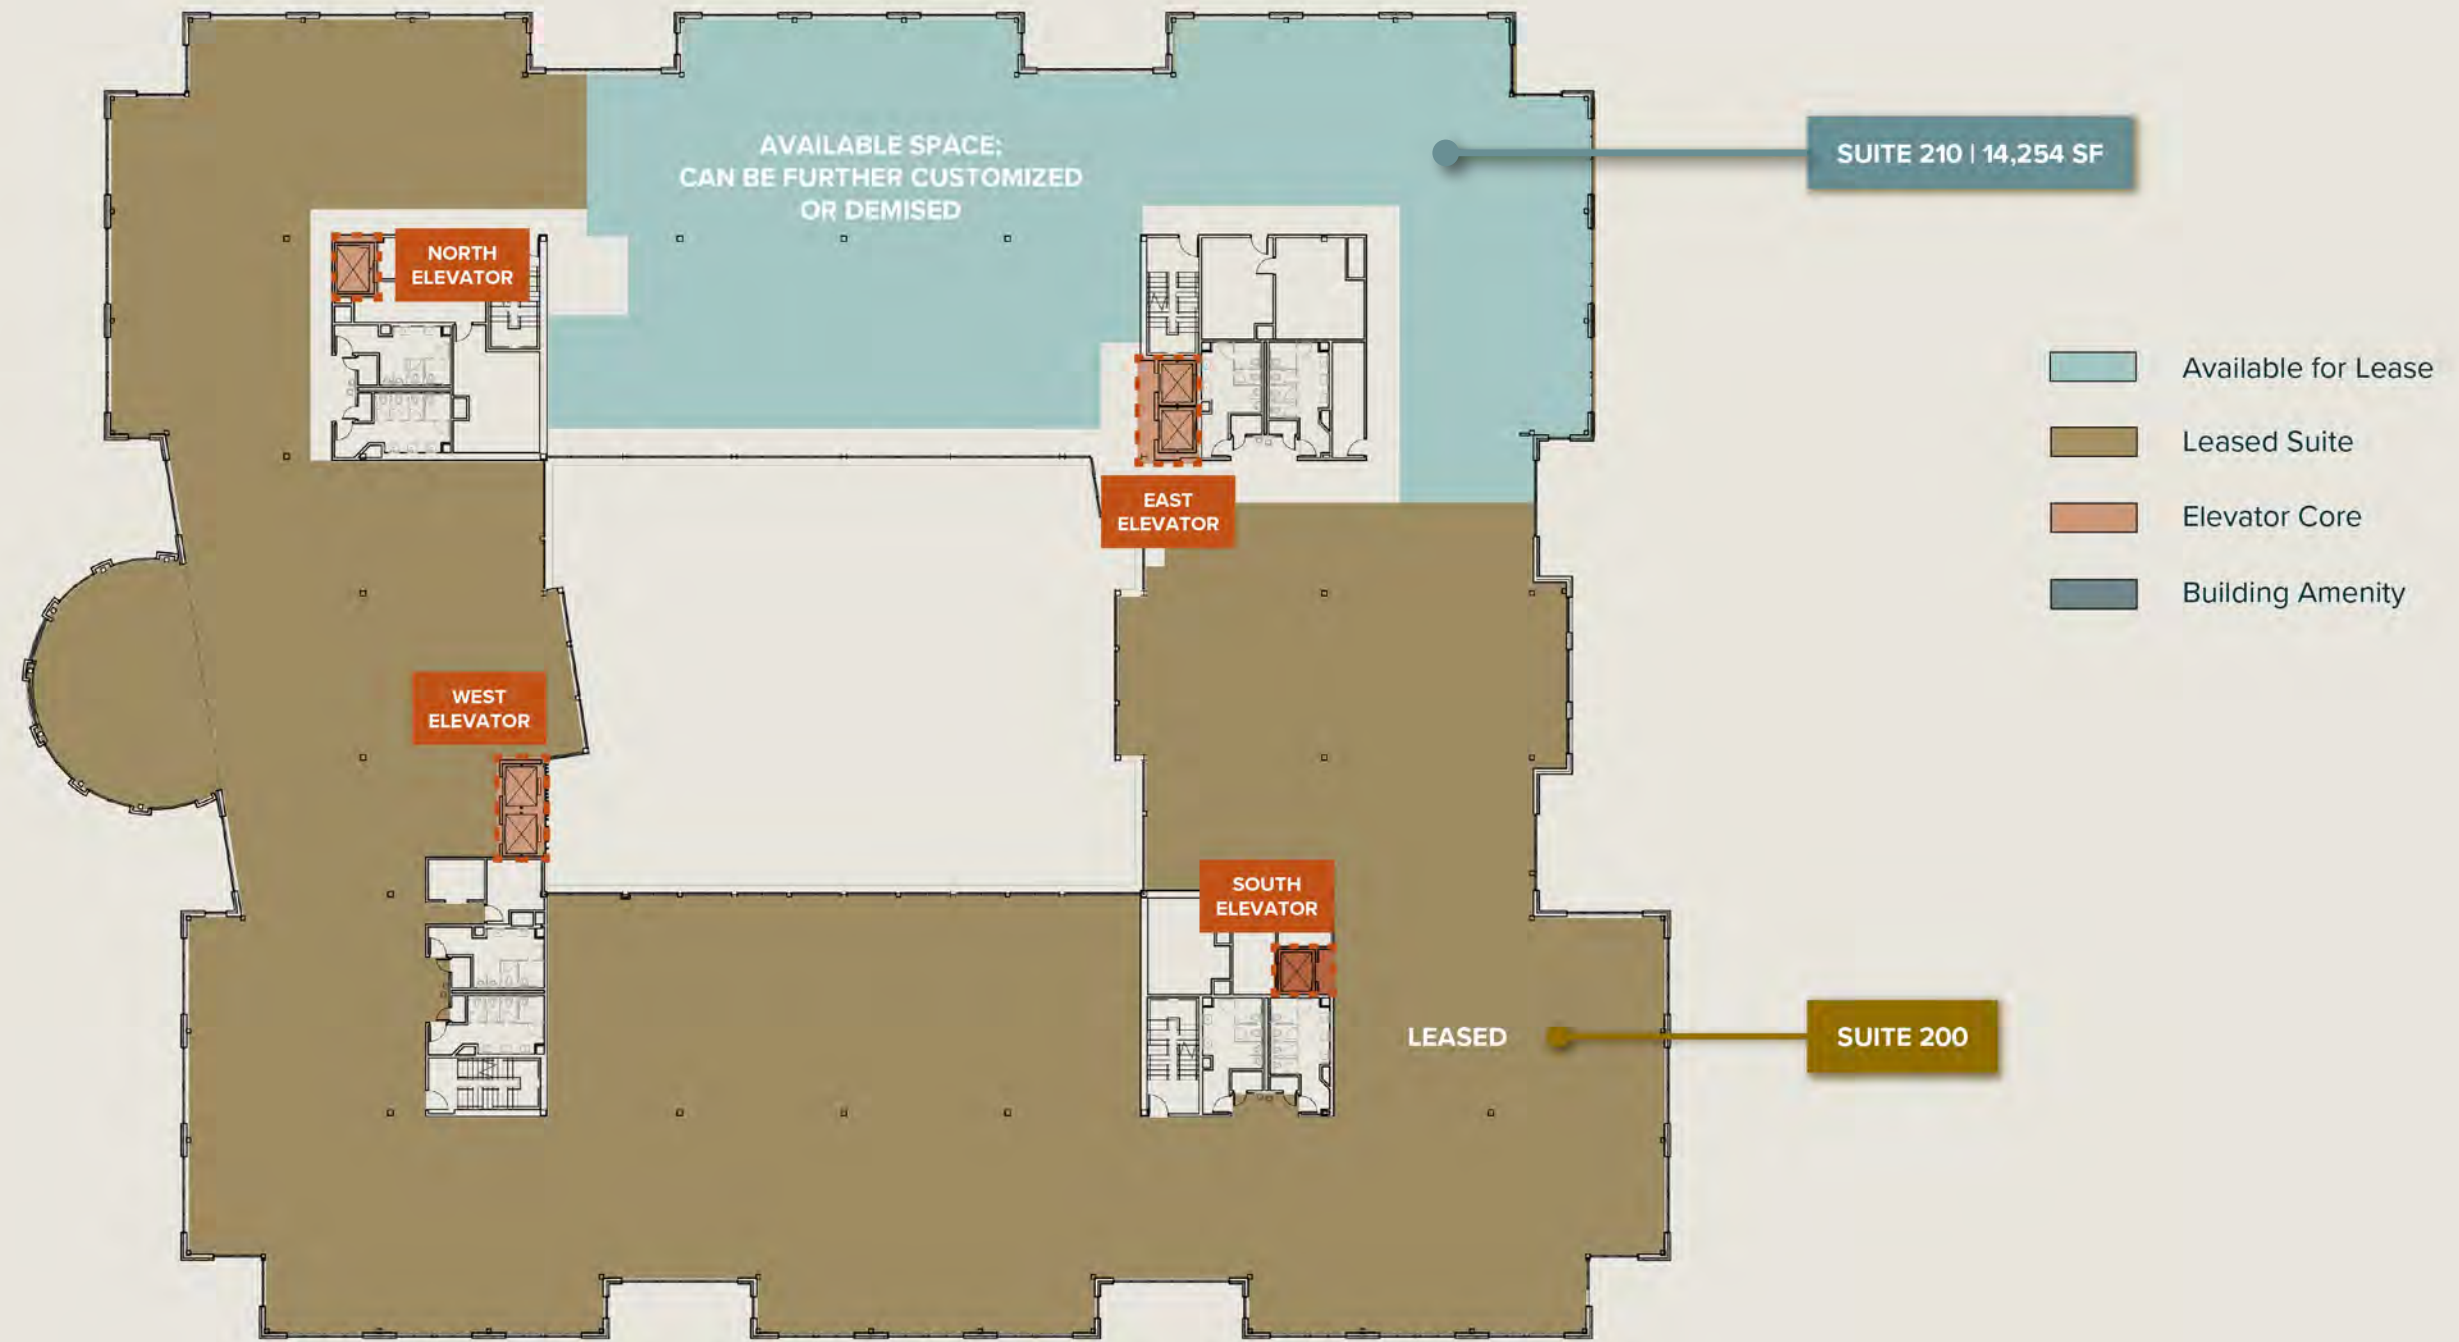 AVAILABLE SPACE;
CAN BE FURTHER CUSTOMIZED
OR DEMISED
SUITE 210 | 14,254 SF
NORTH
ELEVATOR
Available for Lease
Leased Suite
Elevator Core
Building Amenity
EAST
ELEVATOR
WEST
ELEVATOR
SOUTH
ELEVATOR
LEASED
SUITE 200